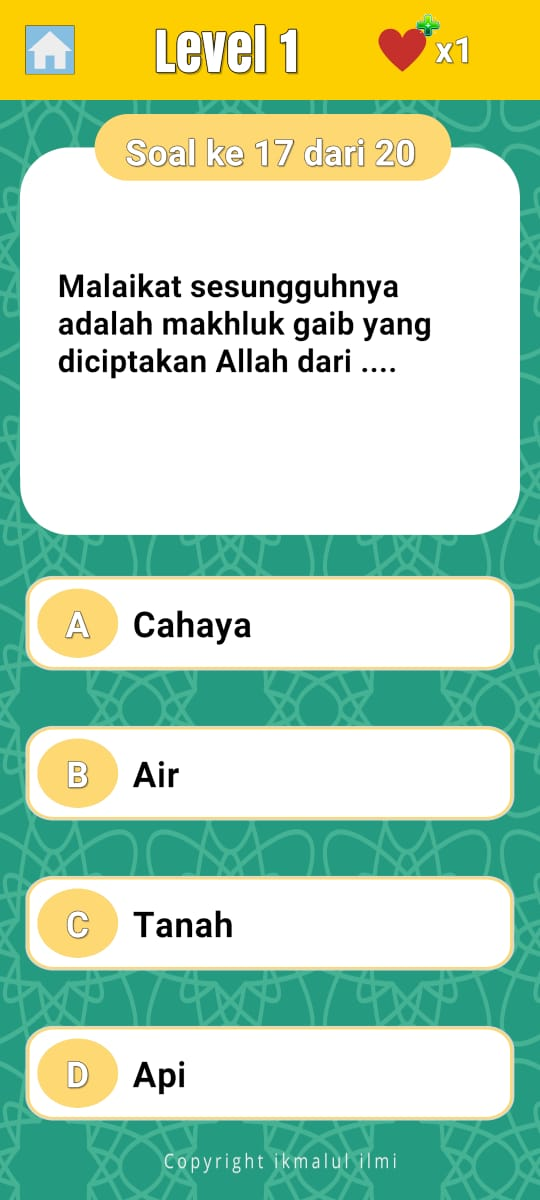 Level 1
x1
Soal ke 17 dari 20
Malaikat sesungguhnya
adalah makhluk gaib yang
diciptakan Allah dari ....
A Cahaya
B Air
C Tanah
D Api
Copyright ikmalul ilmi